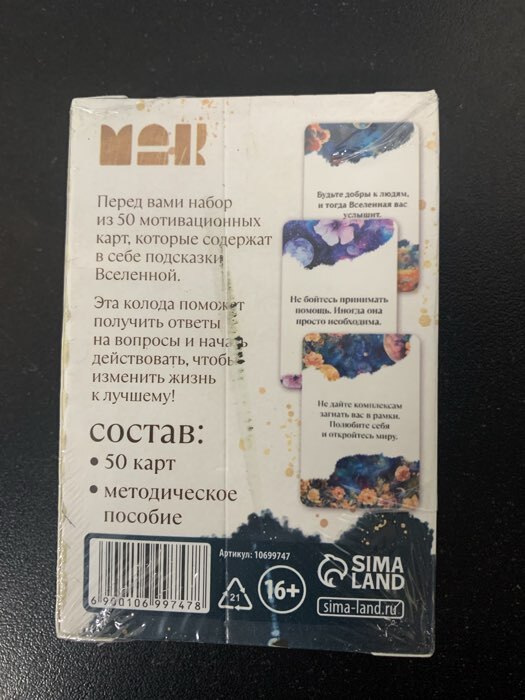 МАК
Перед вами набор
из 50 мотивационных
карт, которые содержат
в себе подсказки
Вселенной.
Эта колода поможет
получить ответы
на вопросы и начать
действовать, чтобы
изменить жизнь
к лучшему!
состав:
• 50 карт
• методическое
пособие
Будьте добры к людям,
и тогда Вселенная вас
услышит.
Не бойтесь принимать
помощь. Иногда она
просто необходима.
Не дайте комплексам
загнать вас в рамки.
Полюбите себя
и откройтесь миру.
Артикул: 10699747
6 900106 997478
21
16+
SIMA
LAND
sima-land.ru